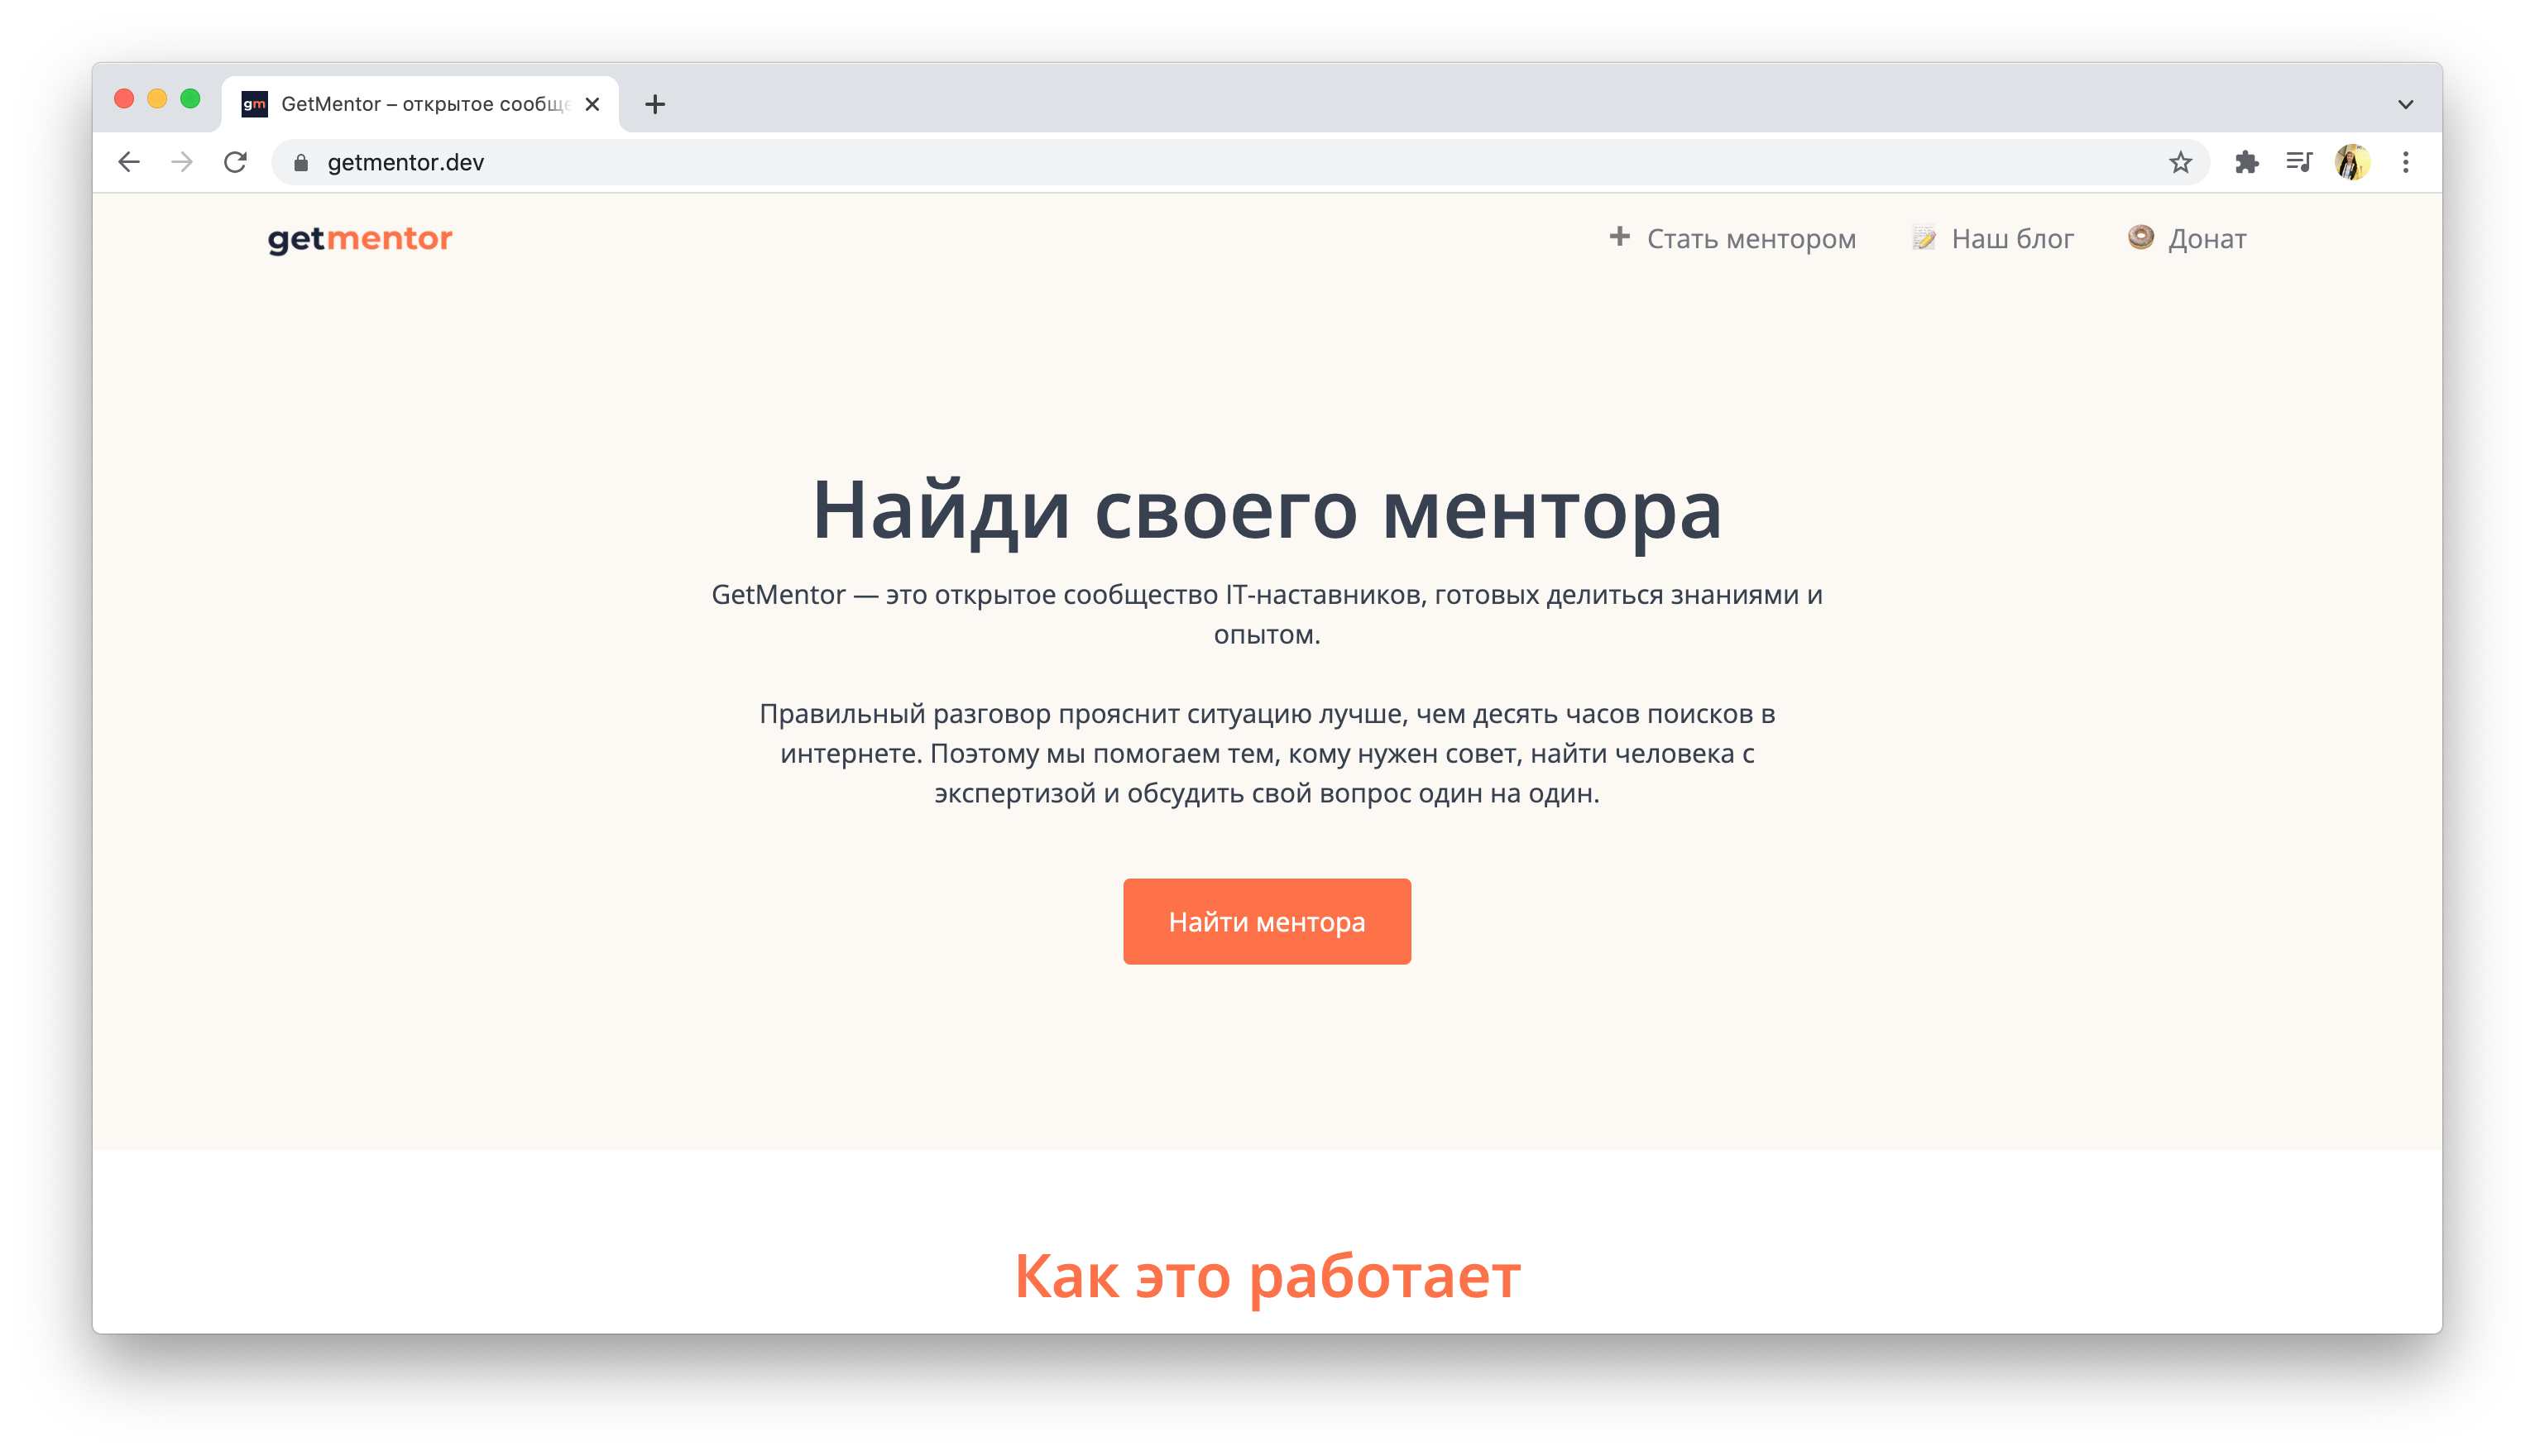 GetMentor – открытое сообще
getmentor.dev
getmentor
Стать ментором
Наш блог
Донат
Найди своего ментора
GetMentor — это открытое сообщество IT-наставников, готовых делиться знаниями и
опытом.
Правильный разговор прояснит ситуацию лучше, чем десять часов поисков в
интернете. Поэтому мы помогаем тем, кому нужен совет, найти человека с
экспертизой и обсудить свой вопрос один на один.
Найти ментора
Как это работает